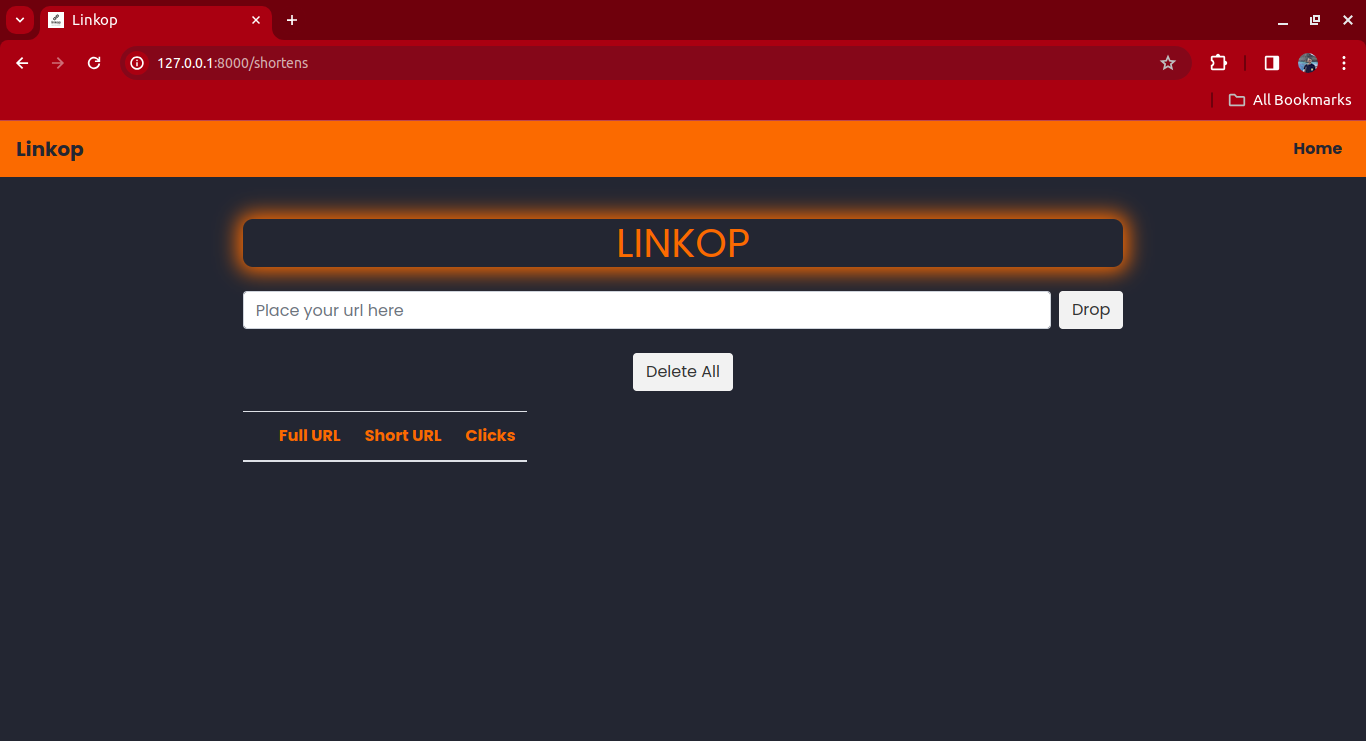 Linkop
127.0.0.1:8000/shortens
All Bookmarks
Linkop Home
LINKOP
Place your url here Drop
Delete All
Full URL Short URL Clicks